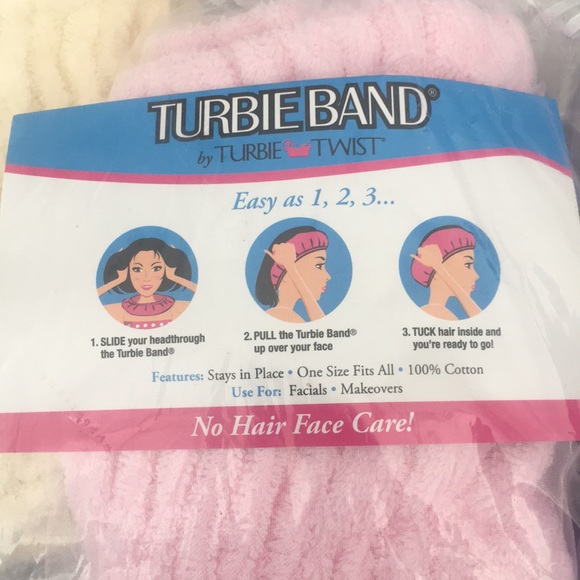 TURBIE BAND®
by TURBIE TWIST®
Easy as 1, 2, 3...
1. SLIDE your headthrough
the Turbie Band®
2. PULL the Turbie Band®
up over your face
3. TUCK hair inside and
you're ready to go!
Features: Stays in Place • One Size Fits All • 100% Cotton
Use For: Facials • Makeovers
No Hair Face Care!